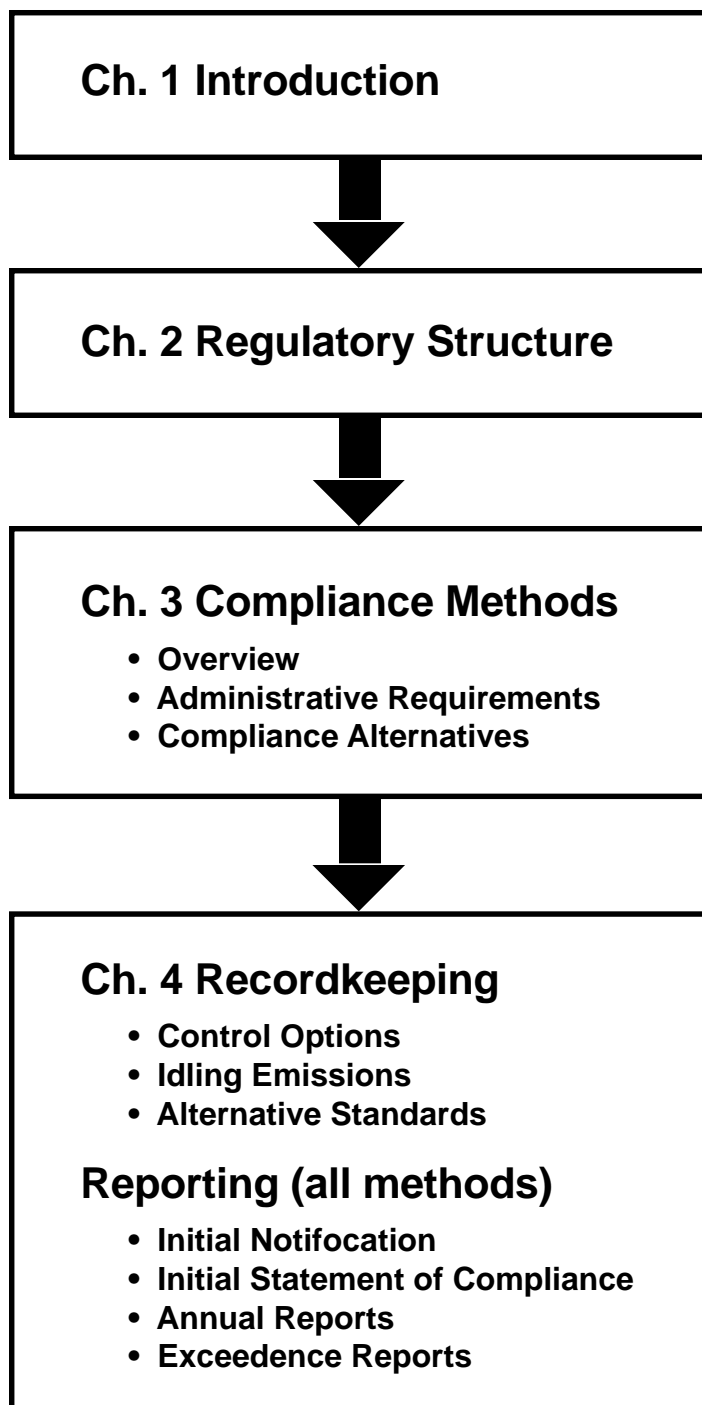 Ch. 1 Introduction
Ch. 2 Regulatory Structure
Ch. 3 Compliance Methods
• Overview
• Administrative Requirements
• Compliance Alternatives
Ch. 4 Recordkeeping
• Control Options
• Idling Emissions
• Alternative Standards
Reporting (all methods)
• Initial Notifocation
• Initial Statement of Compliance
• Annual Reports
• Exceedence Reports